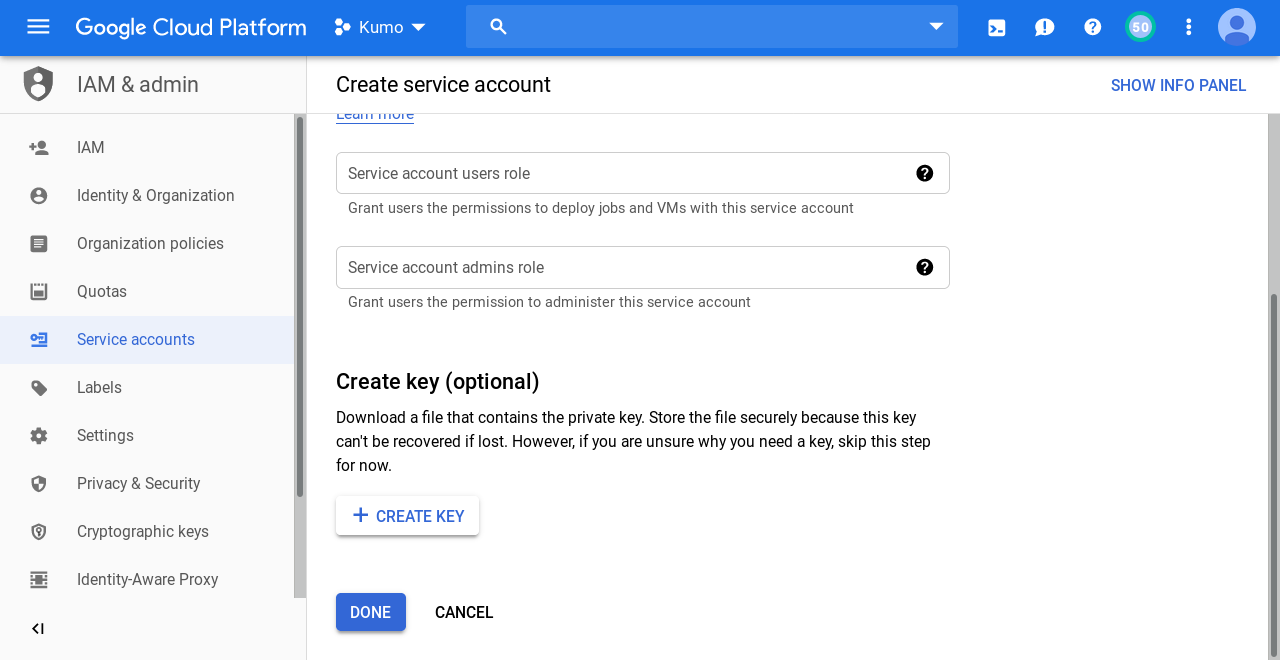 Google Cloud Platform
Kumo
50
IAM & admin
Create service account
SHOW INFO PANEL
Learn more
IAM
Identity & Organization
Organization policies
Quotas
Service accounts
Labels
Settings
Privacy & Security
Cryptographic keys
Identity-Aware Proxy
Service account users role
Grant users the permissions to deploy jobs and VMs with this service account
Service account admins role
Grant users the permission to administer this service account
Create key (optional)
Download a file that contains the private key. Store the file securely because this key
can't be recovered if lost. However, if you are unsure why you need a key, skip this step
for now.
+ CREATE KEY
DONE
CANCEL